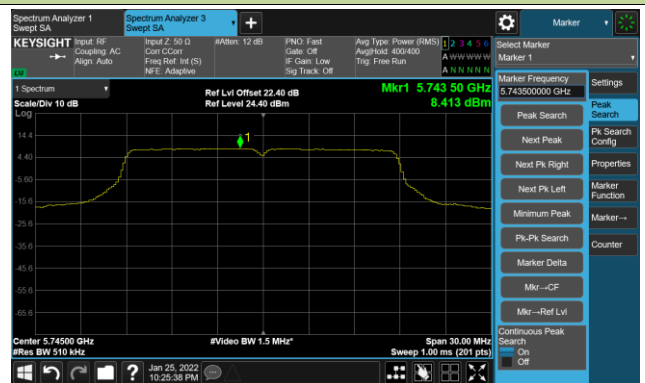 Spectrum Analyzer 1
Swept SA
Spectrum Analyzer 3
Swept SA
+
Marker
KEYSIGHT
Input: RF
Coupling: AC
Align: Auto
Input Z: 50 Ω
Corr CCorr
Freq Ref: Int (S)
NFE: Adaptive
#Atten: 12 dB
PNO: Fast
Gate: Off
IF Gain: Low
Sig Track: Off
Avg Type: Power (RMS)
Avg|Hold: 400/400
Trig: Free Run
1 2 3 4 5 6
A W W W W W
A N N N N N
LXI
Select Marker
Marker 1
1 Spectrum
Scale/Div 10 dB
Log
Ref Lvl Offset 22.40 dB
Ref Level 24.40 dBm
Mkr1 5.743 50 GHz
8.413 dBm
14.4
4.40
-5.60
-15.6
-25.6
-35.6
-45.6
-55.6
-65.6
1
Center 5.74500 GHz
#Res BW 510 kHz
#Video BW 1.5 MHz*
Span 30.00 MHz
Sweep 1.00 ms (201 pts)
Marker Frequency
5.743500000 GHz
Peak Search
Next Peak
Next Pk Right
Next Pk Left
Minimum Peak
Pk-Pk Search
Marker Delta
Mkr→CF
Mkr→Ref Lvl
Continuous Peak
Search
On
Off
Settings
Peak
Search
Pk Search
Config
Properties
Marker
Function
Marker→
Counter
?
Jan 25, 2022
10:25:38 PM